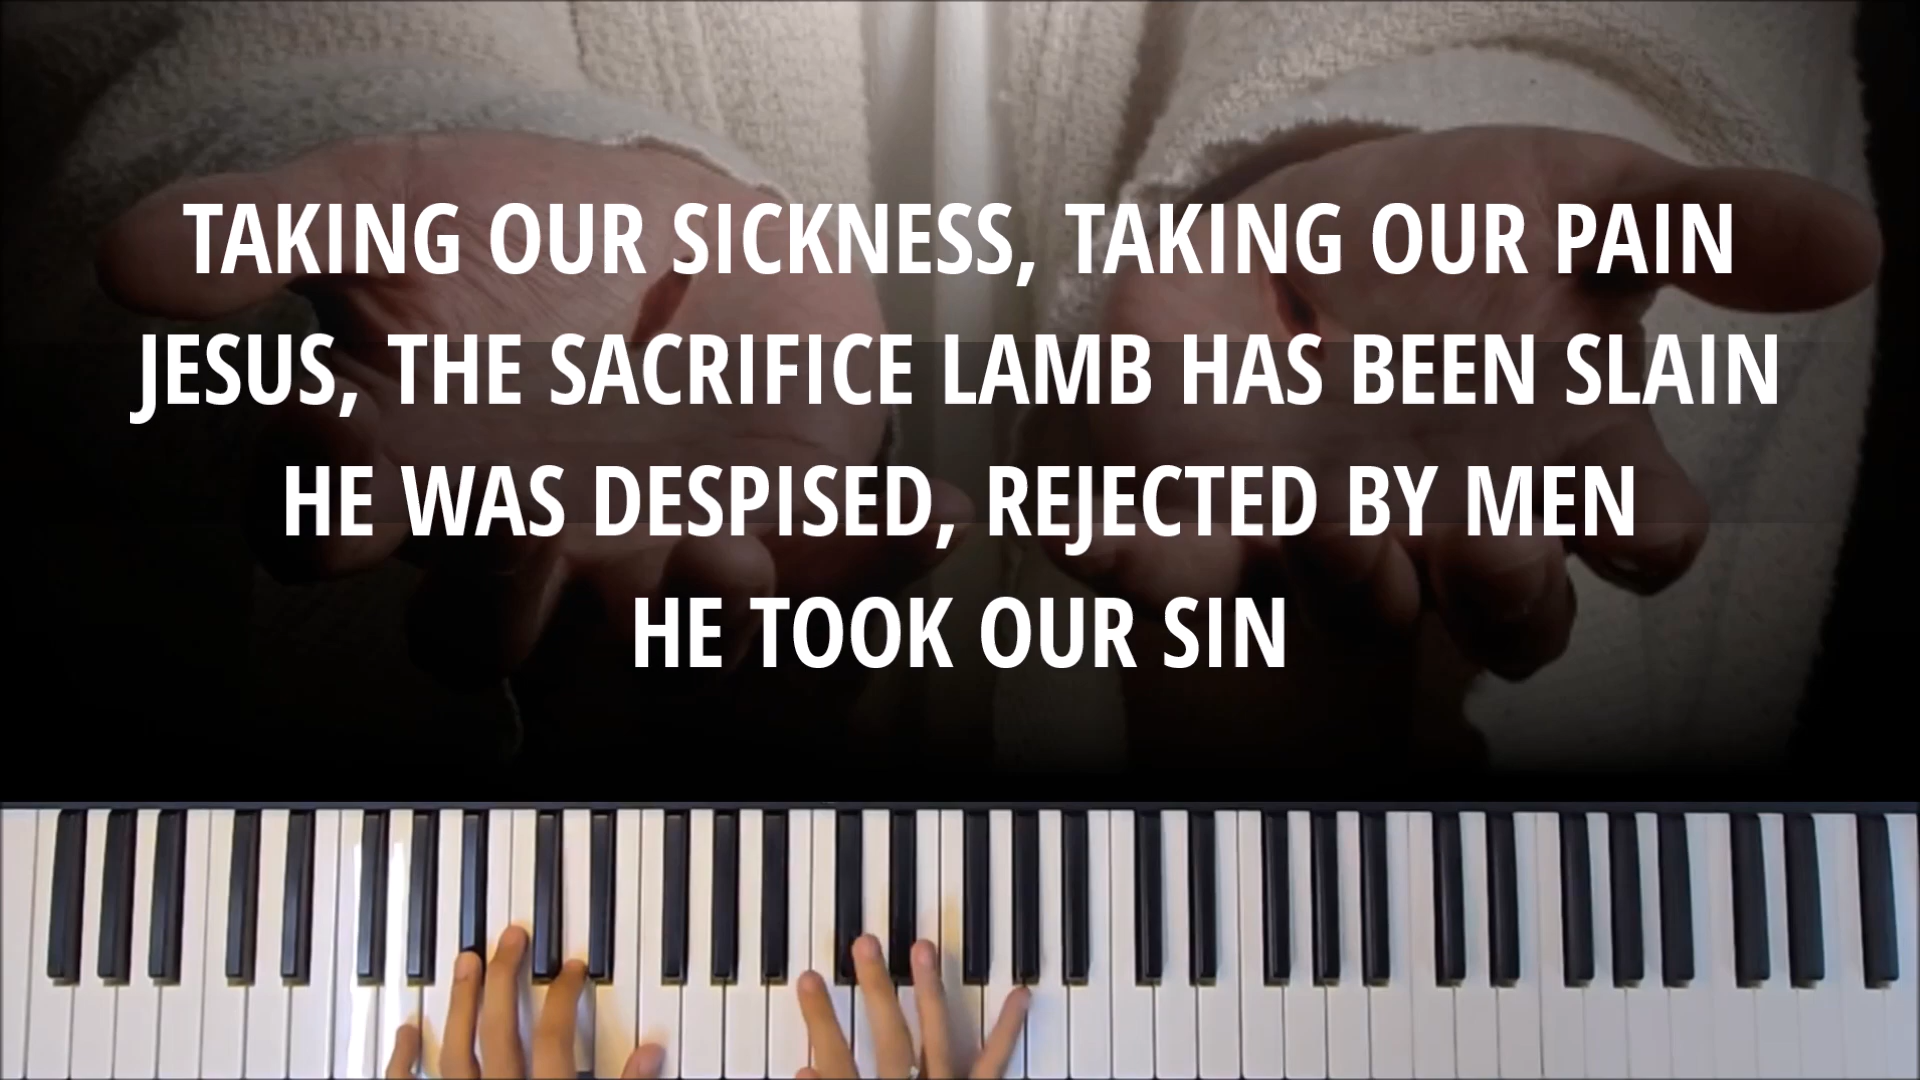 TAKING OUR SICKNESS, TAKING OUR PAIN
JESUS, THE SACRIFICE LAMB HAS BEEN SLAIN
HE WAS DESPISED, REJECTED BY MEN
HE TOOK OUR SIN